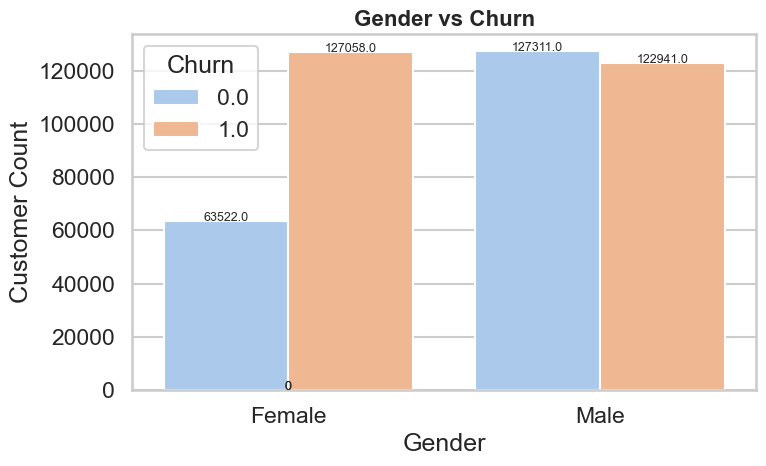 Gender vs Churn
Customer Count
120000
100000
80000
60000
40000
20000
0
Churn
0.0
1.0
63522.0
127058.0
127311.0
122941.0
0
Female
Male
Gender